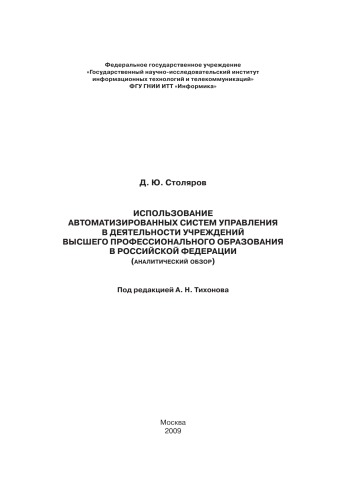 Федеральное государственное учреждение
«Государственный научно-исследовательский институт
информационных технологий и телекоммуникаций»
ФГУ ГНИИ ИТТ «Информика»
Д. Ю. Столяров
ИСПОЛЬЗОВАНИЕ
АВТОМАТИЗИРОВАННЫХ СИСТЕМ УПРАВЛЕНИЯ
В ДЕЯТЕЛЬНОСТИ УЧРЕЖДЕНИЙ
ВЫСШЕГО ПРОФЕССИОНАЛЬНОГО ОБРАЗОВАНИЯ
В РОССИЙСКОЙ ФЕДЕРАЦИИ
(АНАЛИТИЧЕСКИЙ ОБЗОР)
Под редакцией А. Н. Тихонова
Москва
2009